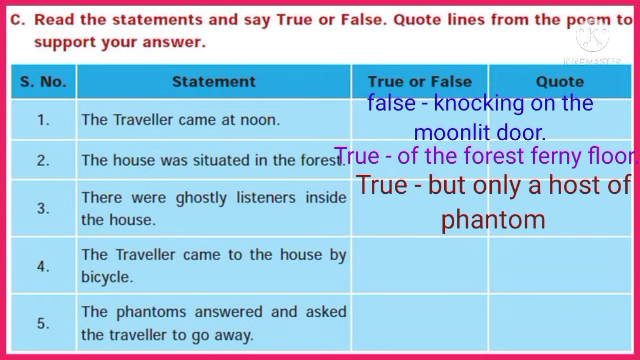 C. Read the statements and say True or False. Quote lines from the poem to
support your answer.
KINEMASTER
S. No. Statement True or False Quote
1. The Traveller came at noon.
false - knocking on the
moonlit door.
2. The house was situated in the forest.
True - of the forest ferny floor.
3. There were ghostly listeners inside
the house.
True - but only a host of
phantom
4. The Traveller came to the house by
bicycle.
5. The phantoms answered and asked
the traveller to go away.